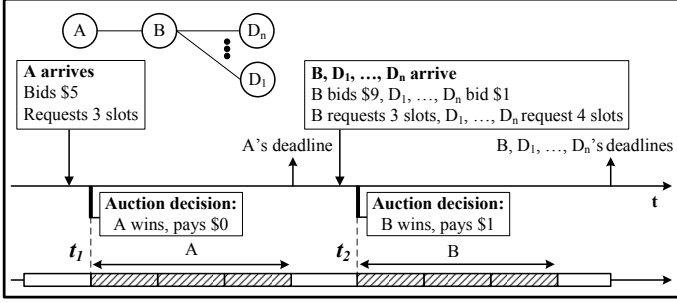 A
B
Dₙ
D₁
A arrives
Bids $5
Requests 3 slots
B, D₁, …, Dₙ arrive
B bids $9, D₁, …, Dₙ bid $1
B requests 3 slots, D₁, …, Dₙ request 4 slots
A's deadline
B, D₁, …, Dₙ's deadlines
t
Auction decision:
A wins, pays $0
Auction decision:
B wins, pays $1
t₁
A
t₂
B